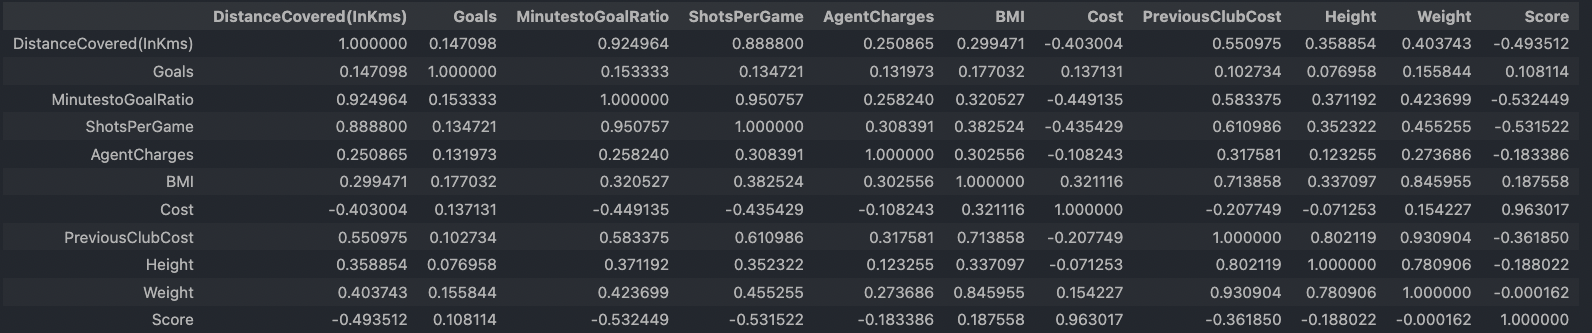 DistanceCovered(InKms) Goals MinutestoGoalRatio ShotsPerGame AgentCharges BMI Cost PreviousClubCost Height Weight Score
DistanceCovered(InKms) 1.000000 0.147098 0.924964 0.888800 0.250865 0.299471 -0.403004 0.550975 0.358854 0.403743 -0.493512
Goals 0.147098 1.000000 0.153333 0.134721 0.131973 0.177032 0.137131 0.102734 0.076958 0.155844 0.108114
MinutestoGoalRatio 0.924964 0.153333 1.000000 0.950757 0.258240 0.320527 -0.449135 0.583375 0.371192 0.423699 -0.532449
ShotsPerGame 0.888800 0.134721 0.950757 1.000000 0.308391 0.382524 -0.435429 0.610986 0.352322 0.455255 -0.531522
AgentCharges 0.250865 0.131973 0.258240 0.308391 1.000000 0.302556 -0.108243 0.317581 0.123255 0.273686 -0.183386
BMI 0.299471 0.177032 0.320527 0.382524 0.302556 1.000000 0.321116 0.713858 0.337097 0.845955 0.187558
Cost -0.403004 0.137131 -0.449135 -0.435429 -0.108243 0.321116 1.000000 -0.207749 -0.071253 0.154227 0.963017
PreviousClubCost 0.550975 0.102734 0.583375 0.610986 0.317581 0.713858 -0.207749 1.000000 0.802119 0.930904 -0.361850
Height 0.358854 0.076958 0.371192 0.352322 0.123255 0.337097 -0.071253 0.802119 1.000000 0.780906 -0.188022
Weight 0.403743 0.155844 0.423699 0.455255 0.273686 0.845955 0.154227 0.930904 0.780906 1.000000 -0.000162
Score -0.493512 0.108114 -0.532449 -0.531522 -0.183386 0.187558 0.963017 -0.361850 -0.188022 -0.000162 1.000000